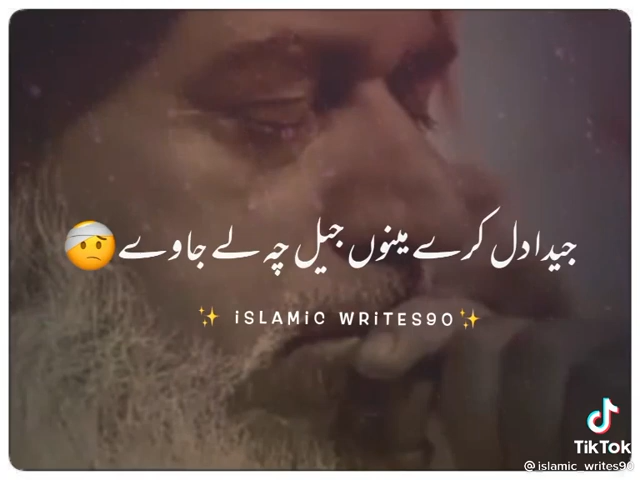 جیدا دل کرے مینوں جیل چہ لے جاوے
iSLAMiC WRiTES90
TikTok
@islamic_writes90